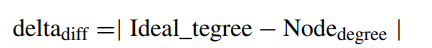 delta_diff =| Ideal_tegree − Node_degree |